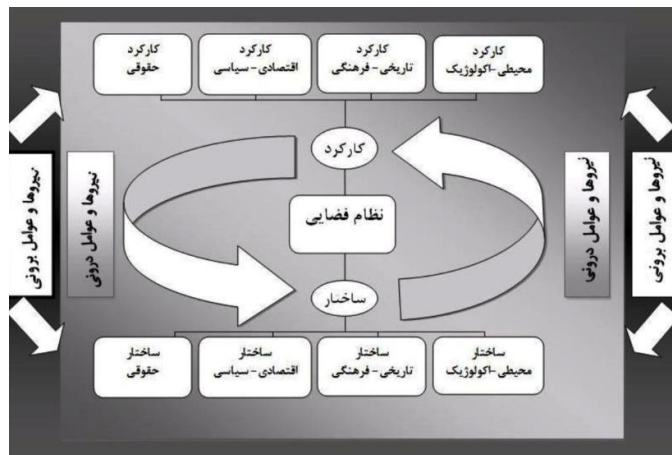 کارکرد
محیطی-اکولوژیک
کارکرد
تاریخی-فرهنگی
کارکرد
اقتصادی-سیاسی
کارکرد
حقوقی
کارکرد
نظام فضایی
ساختار
نیروها و عوامل برونی
نیروها و عوامل درونی
نیروها و عوامل درونی
نیروها و عوامل برونی
ساختار
محیطی-اکولوژیک
ساختار
تاریخی-فرهنگی
ساختار
اقتصادی-سیاسی
ساختار
حقوقی